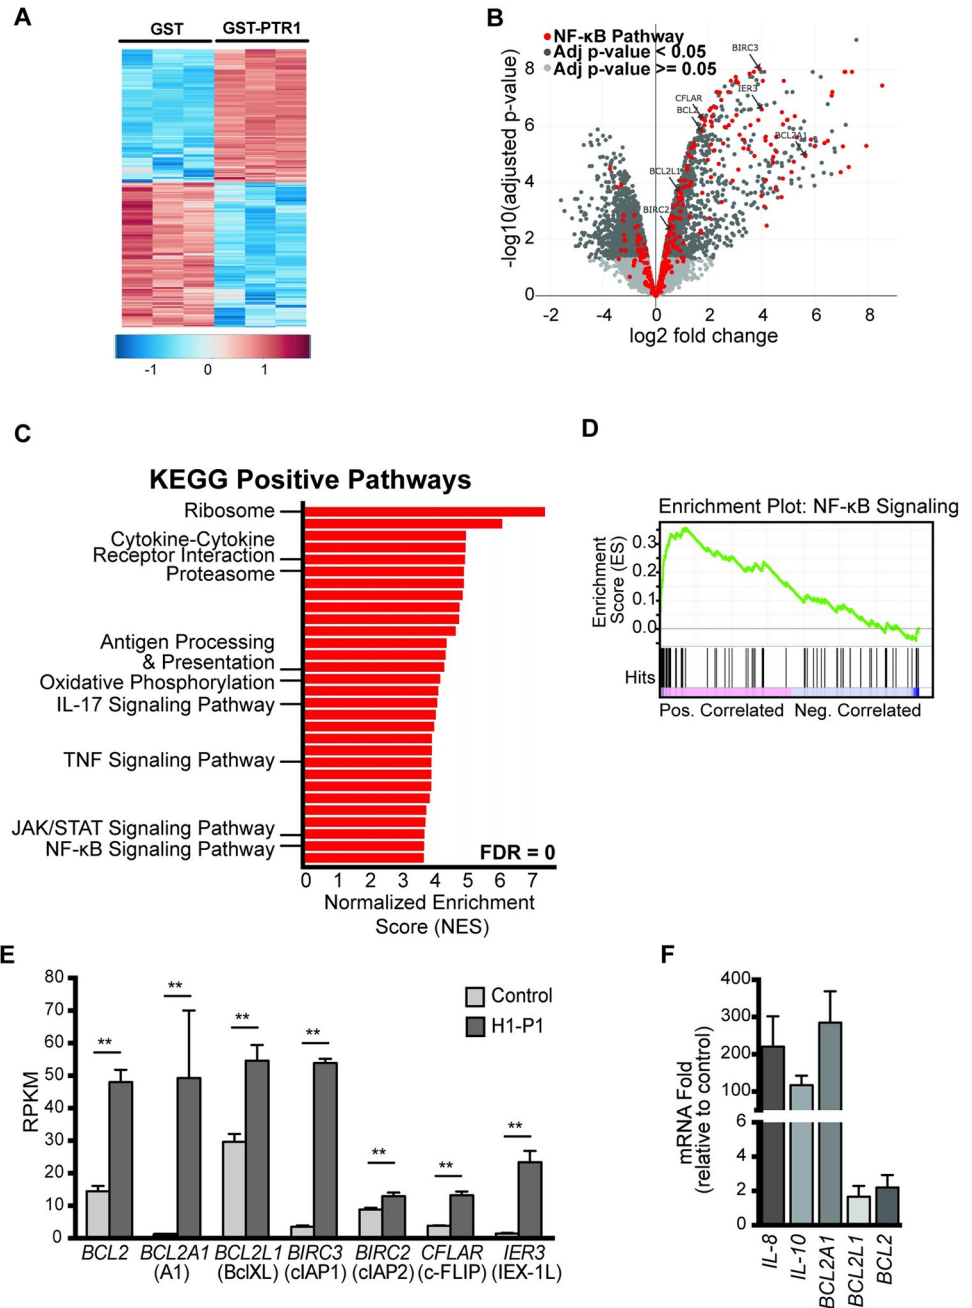 A
GST
GST-PTR1
-1
0
1
B
NF-κB Pathway
Adj p-value < 0.05
Adj p-value >= 0.05
-log10(adjusted p-value)
8
6
4
2
0
BIRC3
IER3
CFLAR
BCL2
BCL2A1
BCL2L1
BIRC2
-2
-4
0
2
4
6
8
log2 fold change
C
KEGG Positive Pathways
Ribosome
Cytokine-Cytokine
Receptor Interaction
Proteasome
Antigen Processing
& Presentation
Oxidative Phosphorylation
IL-17 Signaling Pathway
TNF Signaling Pathway
JAK/STAT Signaling Pathway
NF-κB Signaling Pathway
FDR = 0
0 1 2 3 4 5 6 7
Normalized Enrichment
Score (NES)
D
Enrichment Plot: NF-κB Signaling
Enrichment
Score (ES)
0.3
0.2
0.1
0.0
Hits
Pos. Correlated
Neg. Correlated
E
RPKM
80
70
60
50
40
30
20
10
0
**
**
**
**
**
**
**
Control
H1-P1
BCL2
BCL2A1
(A1)
BCL2L1
(BclXL)
BIRC3
(cIAP1)
BIRC2
(cIAP2)
CFLAR
(c-FLIP)
IER3
(IEX-1L)
F
mRNA Fold
(relative to control)
400
300
200
100
6
4
2
0
IL-8
IL-10
BCL2A1
BCL2L1
BCL2